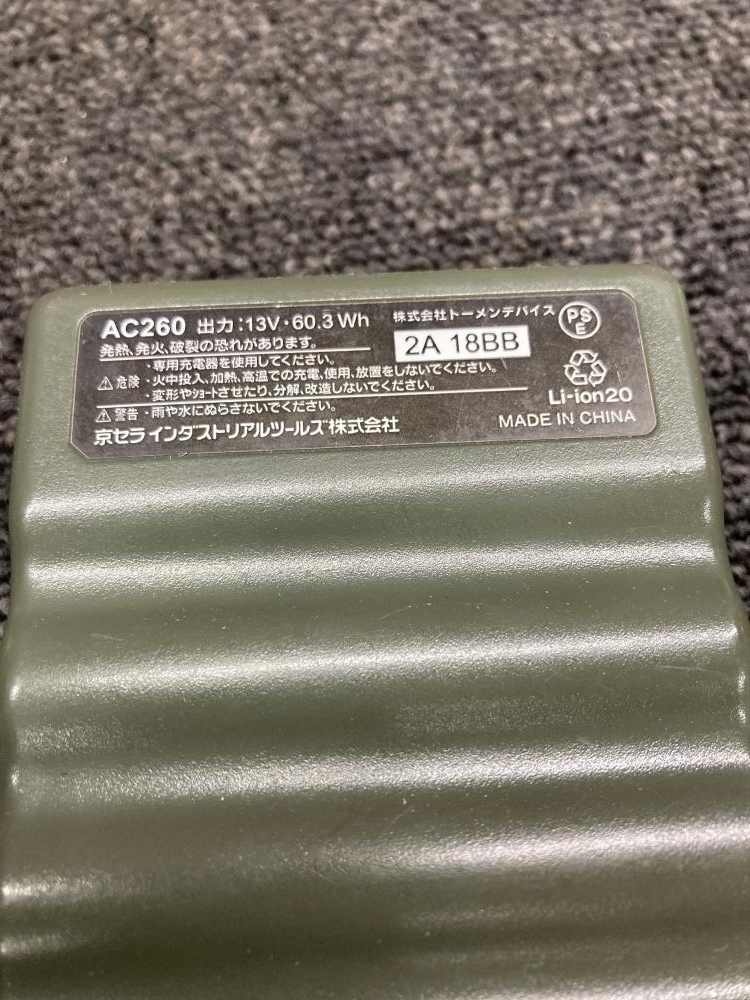 AC260 出力:13V・60.3Wh
株式会社トーメンデバイス
PSE
発熱、発火、破裂の恐れがあります。
2A 18BB
⚠危険
・専用充電器を使用してください。
・火中投入、加熱、高温での充電、使用、放置をしないでください。
・変形やショートさせたり、分解、改造しないでください。
⚠警告 ・雨や水にぬらさないでください。
Li-ion20
京セラ インダストリアルツールズ株式会社
MADE IN CHINA